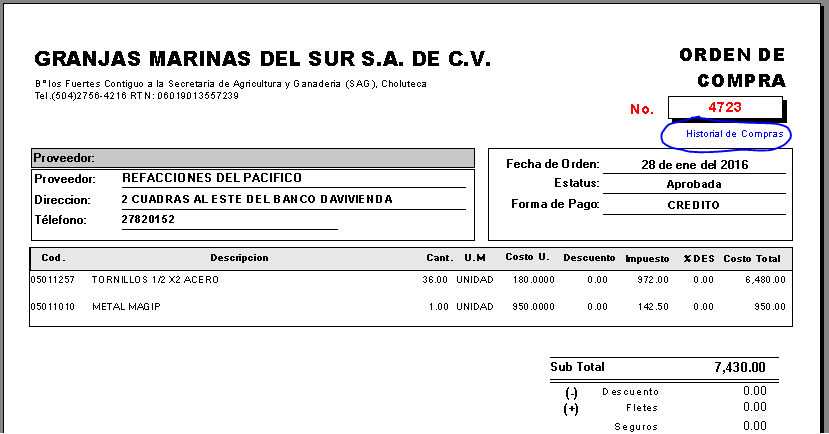 GRANJAS MARINAS DEL SUR S.A. DE C.V.
Bº los Fuertes Contiguo a la Secretaria de Agricultura y Ganaderia (SAG), Choluteca
Tel.(504)2756-4216 RTN: 06019013557239
ORDEN DE
COMPRA
No. 4723
Historial de Compras
Proveedor:
Proveedor: REFACCIONES DEL PACIFICO
Direccion: 2 CUADRAS AL ESTE DEL BANCO DAVIVIENDA
Télefono: 27820152
Fecha de Orden: 28 de ene del 2016
Estatus: Aprobada
Forma de Pago: CREDITO
Cod. Descripcion Cant. U.M Costo U. Descuento Impuesto % DES Costo Total
05011257 TORNILLOS 1/2 X2 ACERO 36.00 UNIDAD 180.0000 0.00 972.00 0.00 6,480.00
05011010 METAL MAGIP 1.00 UNIDAD 950.0000 0.00 142.50 0.00 950.00
Sub Total 7,430.00
(-) Descuento 0.00
(+) Fletes 0.00
Seguros 0.00